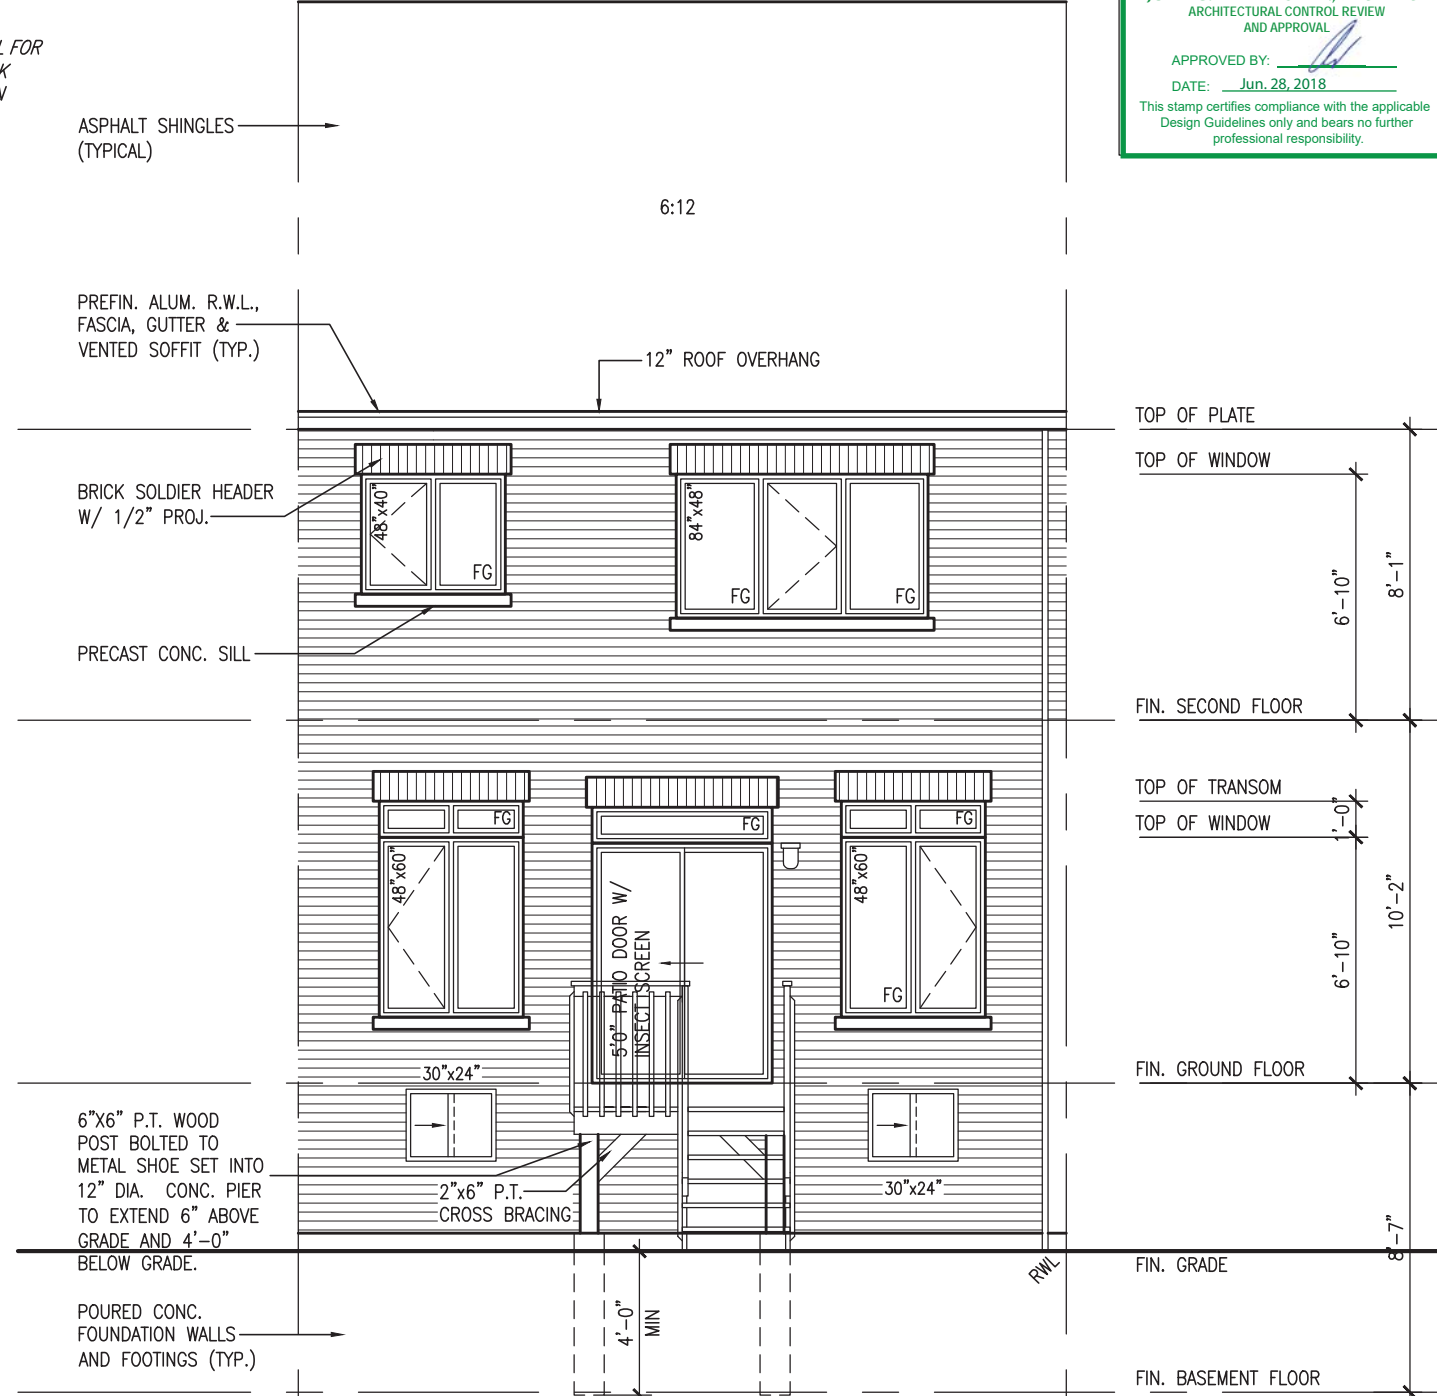 FOR
ARCHITECTURAL CONTROL REVIEW
AND APPROVAL
APPROVED BY:
DATE: Jun. 28, 2018
This stamp certifies compliance with the applicable
Design Guidelines only and bears no further
professional responsibility.
ASPHALT SHINGLES
(TYPICAL)
6:12
PREFIN. ALUM. R.W.L.,
FASCIA, GUTTER &
VENTED SOFFIT (TYP.)
12" ROOF OVERHANG
TOP OF PLATE
TOP OF WINDOW
BRICK SOLDIER HEADER
W/ 1/2" PROJ.
48"x40"
FG
84"x48"
FG
FG
6'-10"
8'-1"
PRECAST CONC. SILL
FIN. SECOND FLOOR
TOP OF TRANSOM
TOP OF WINDOW
1'-0"
FG
FG
FG
48"x60"
48"x60"
FG
5'0" PATIO DOOR W/
INSECT SCREEN
6'-10"
10'-2"
FIN. GROUND FLOOR
30"x24"
30"x24"
6"X6" P.T. WOOD
POST BOLTED TO
METAL SHOE SET INTO
12" DIA. CONC. PIER
TO EXTEND 6" ABOVE
GRADE AND 4'-0"
BELOW GRADE.
2"x6" P.T.
CROSS BRACING
8'-7"
RWL
FIN. GRADE
POURED CONC.
FOUNDATION WALLS
AND FOOTINGS (TYP.)
4'-0"
MIN
FIN. BASEMENT FLOOR